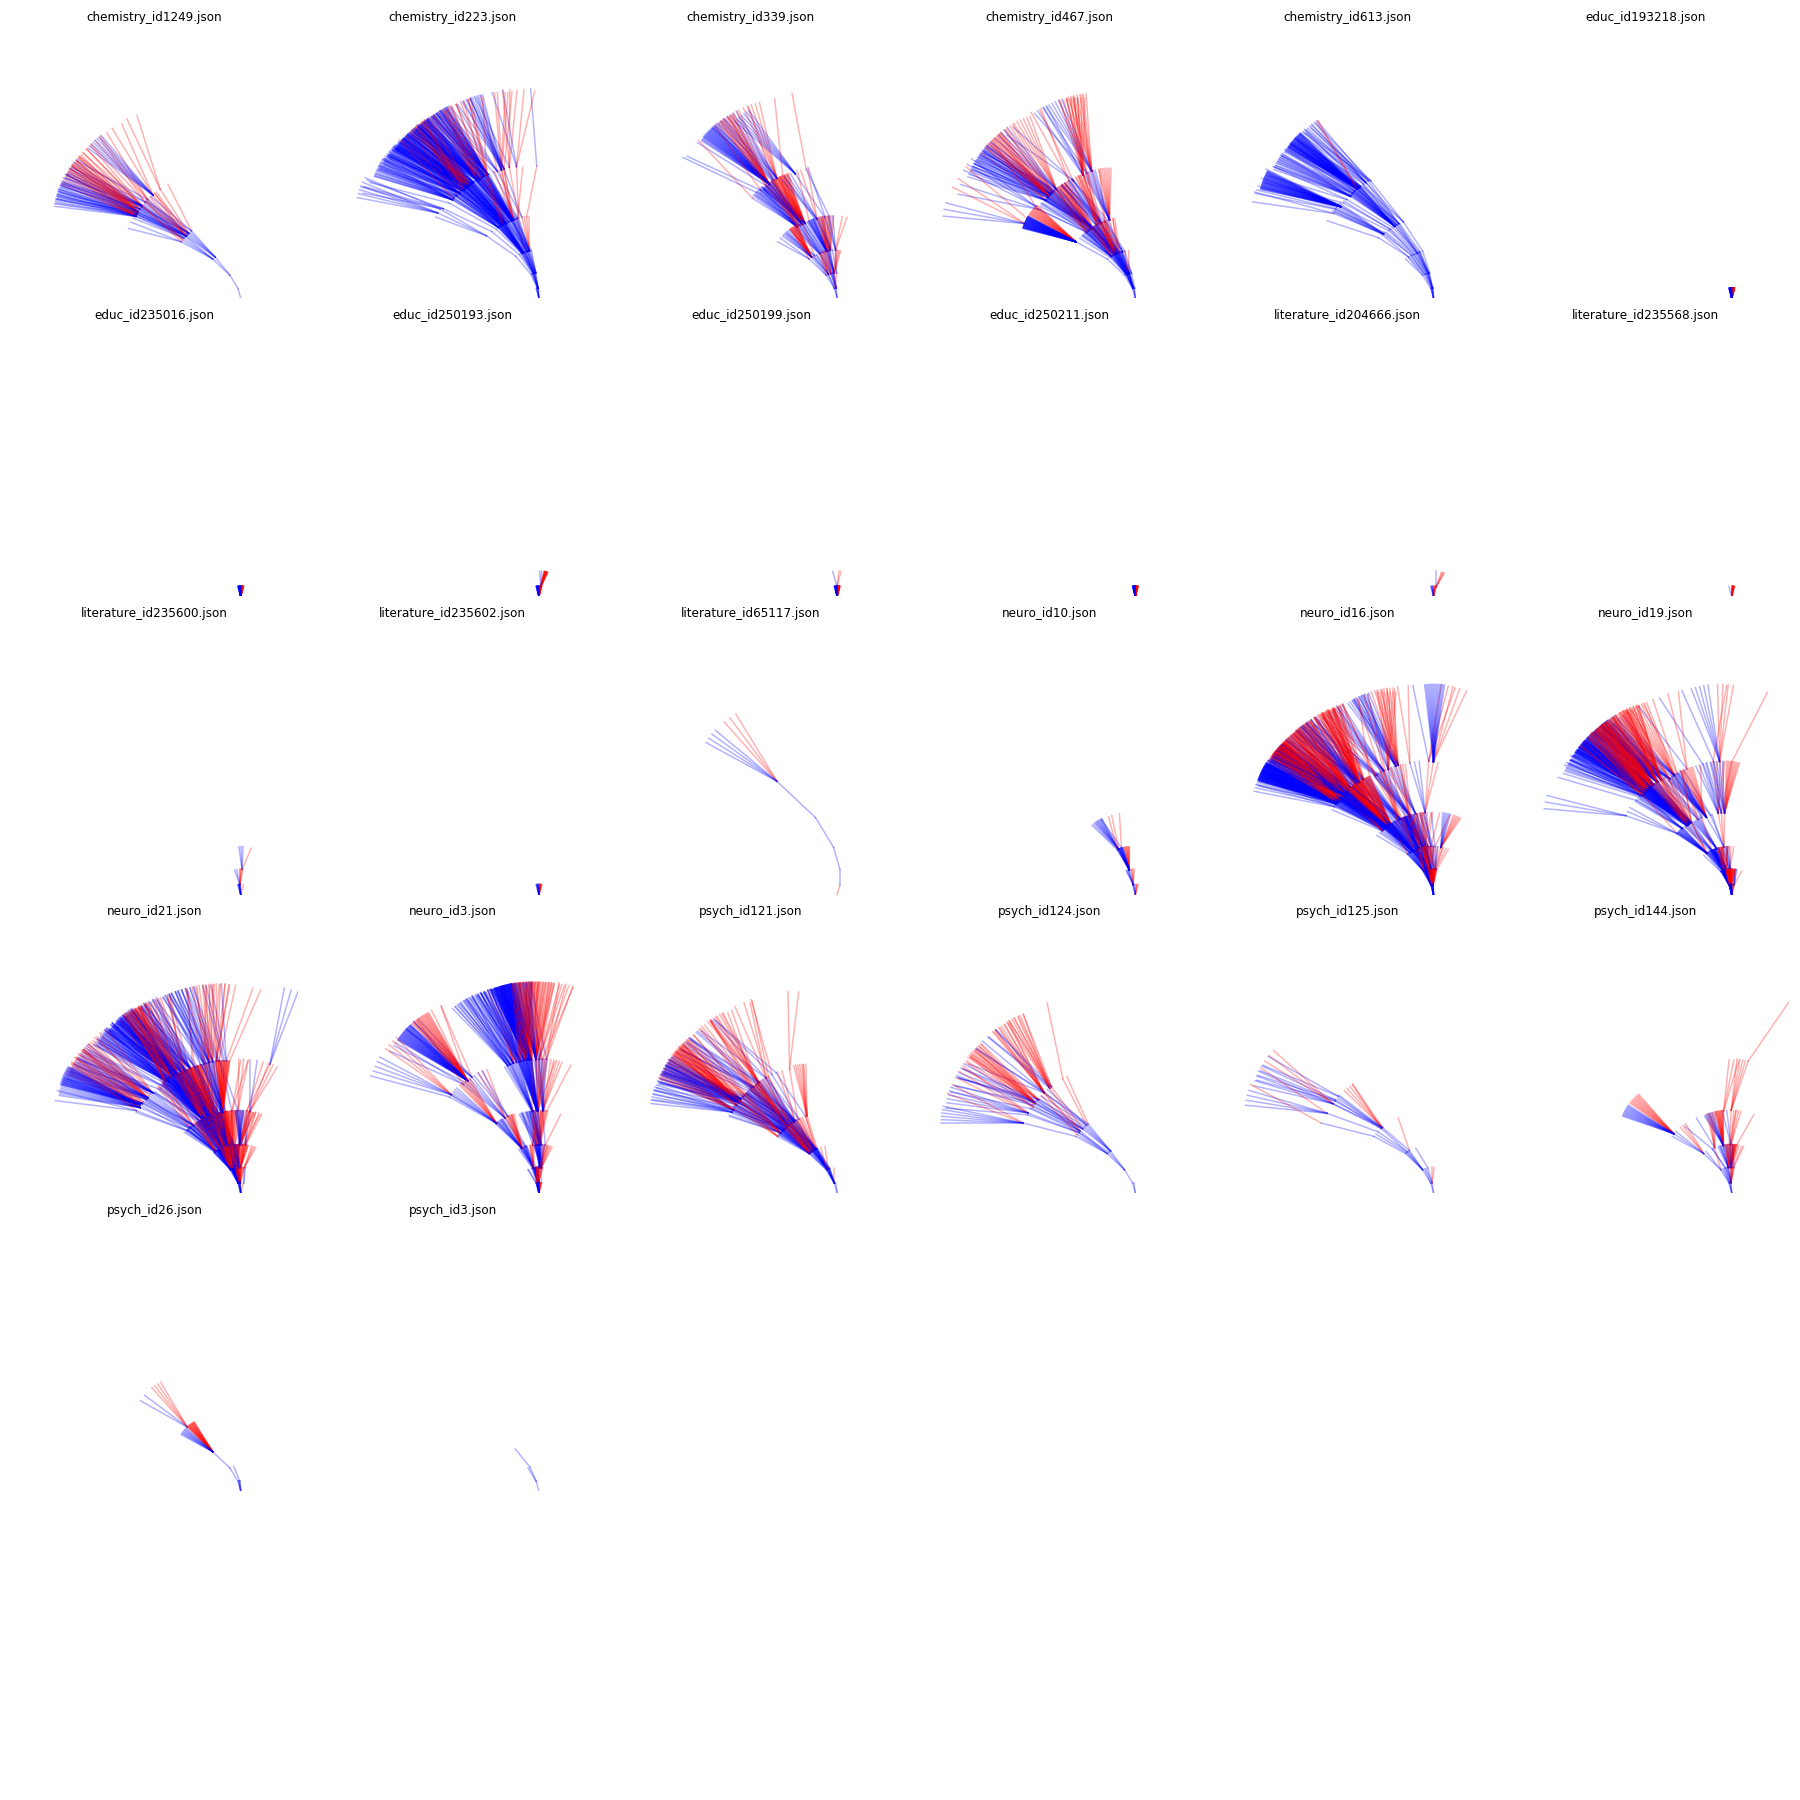 chemistry_id1249.json
chemistry_id223.json
chemistry_id339.json
chemistry_id467.json
chemistry_id613.json
educ_id193218.json
educ_id235016.json
educ_id250193.json
educ_id250199.json
educ_id250211.json
literature_id204666.json
literature_id235568.json
literature_id235600.json
literature_id235602.json
literature_id65117.json
neuro_id10.json
neuro_id16.json
neuro_id19.json
neuro_id21.json
neuro_id3.json
psych_id121.json
psych_id124.json
psych_id125.json
psych_id144.json
psych_id26.json
psych_id3.json